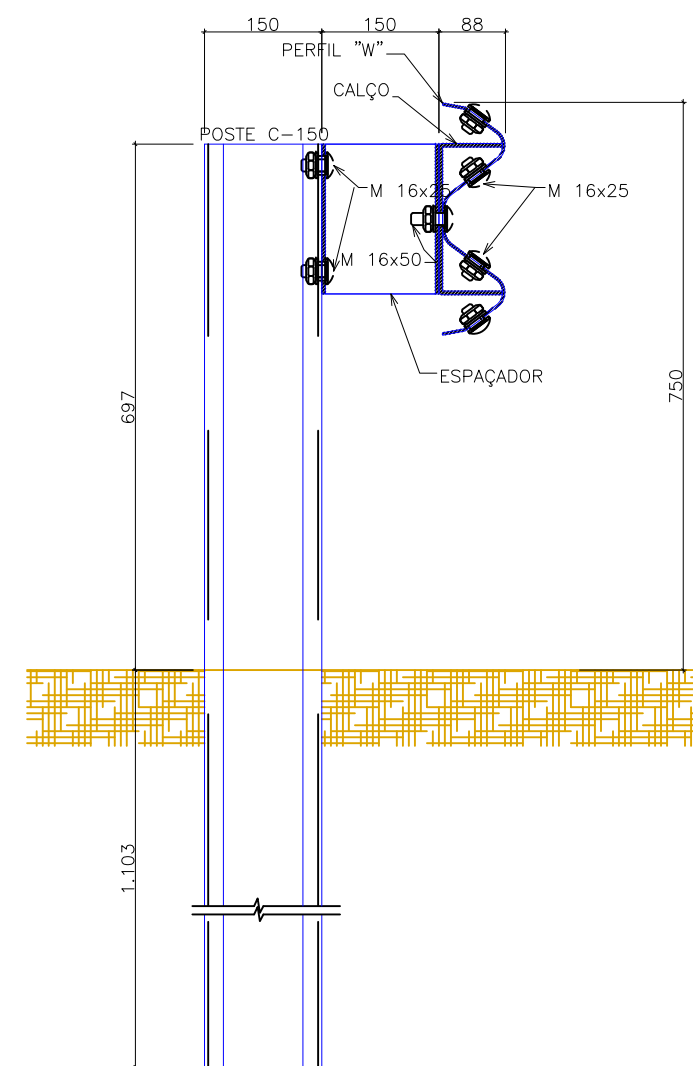 150
150
88
PERFIL "W"
CALÇO
POSTE C-150
M 16x25
M 16x25
M 16x50
ESPAÇADOR
697
750
1.103